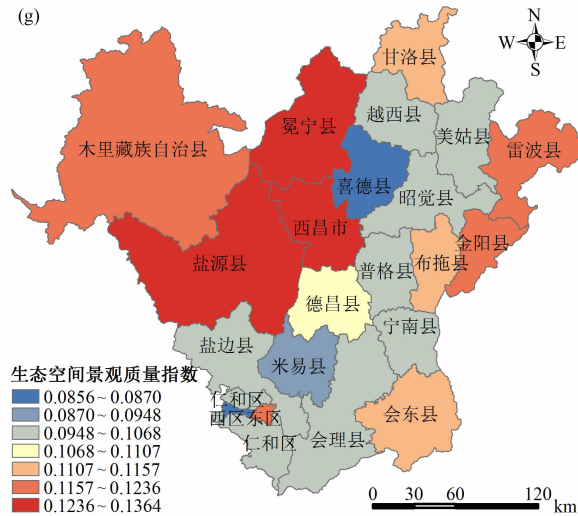 (g)
N
W E
S
甘洛县
越西县
美姑县
冕宁县
木里藏族自治县
雷波县
喜德县
昭觉县
西昌市
金阳县
盐源县
普格县
布拖县
德昌县
宁南县
盐边县
米易县
生态空间景观质量指数
0.0856~0.0870
0.0870~0.0948
0.0948~0.1068
0.1068~0.1107
0.1107~0.1157
0.1157~0.1236
0.1236~0.1364
仁和区
西区东区
会东县
仁和区
会理县
0 30 60 120
km